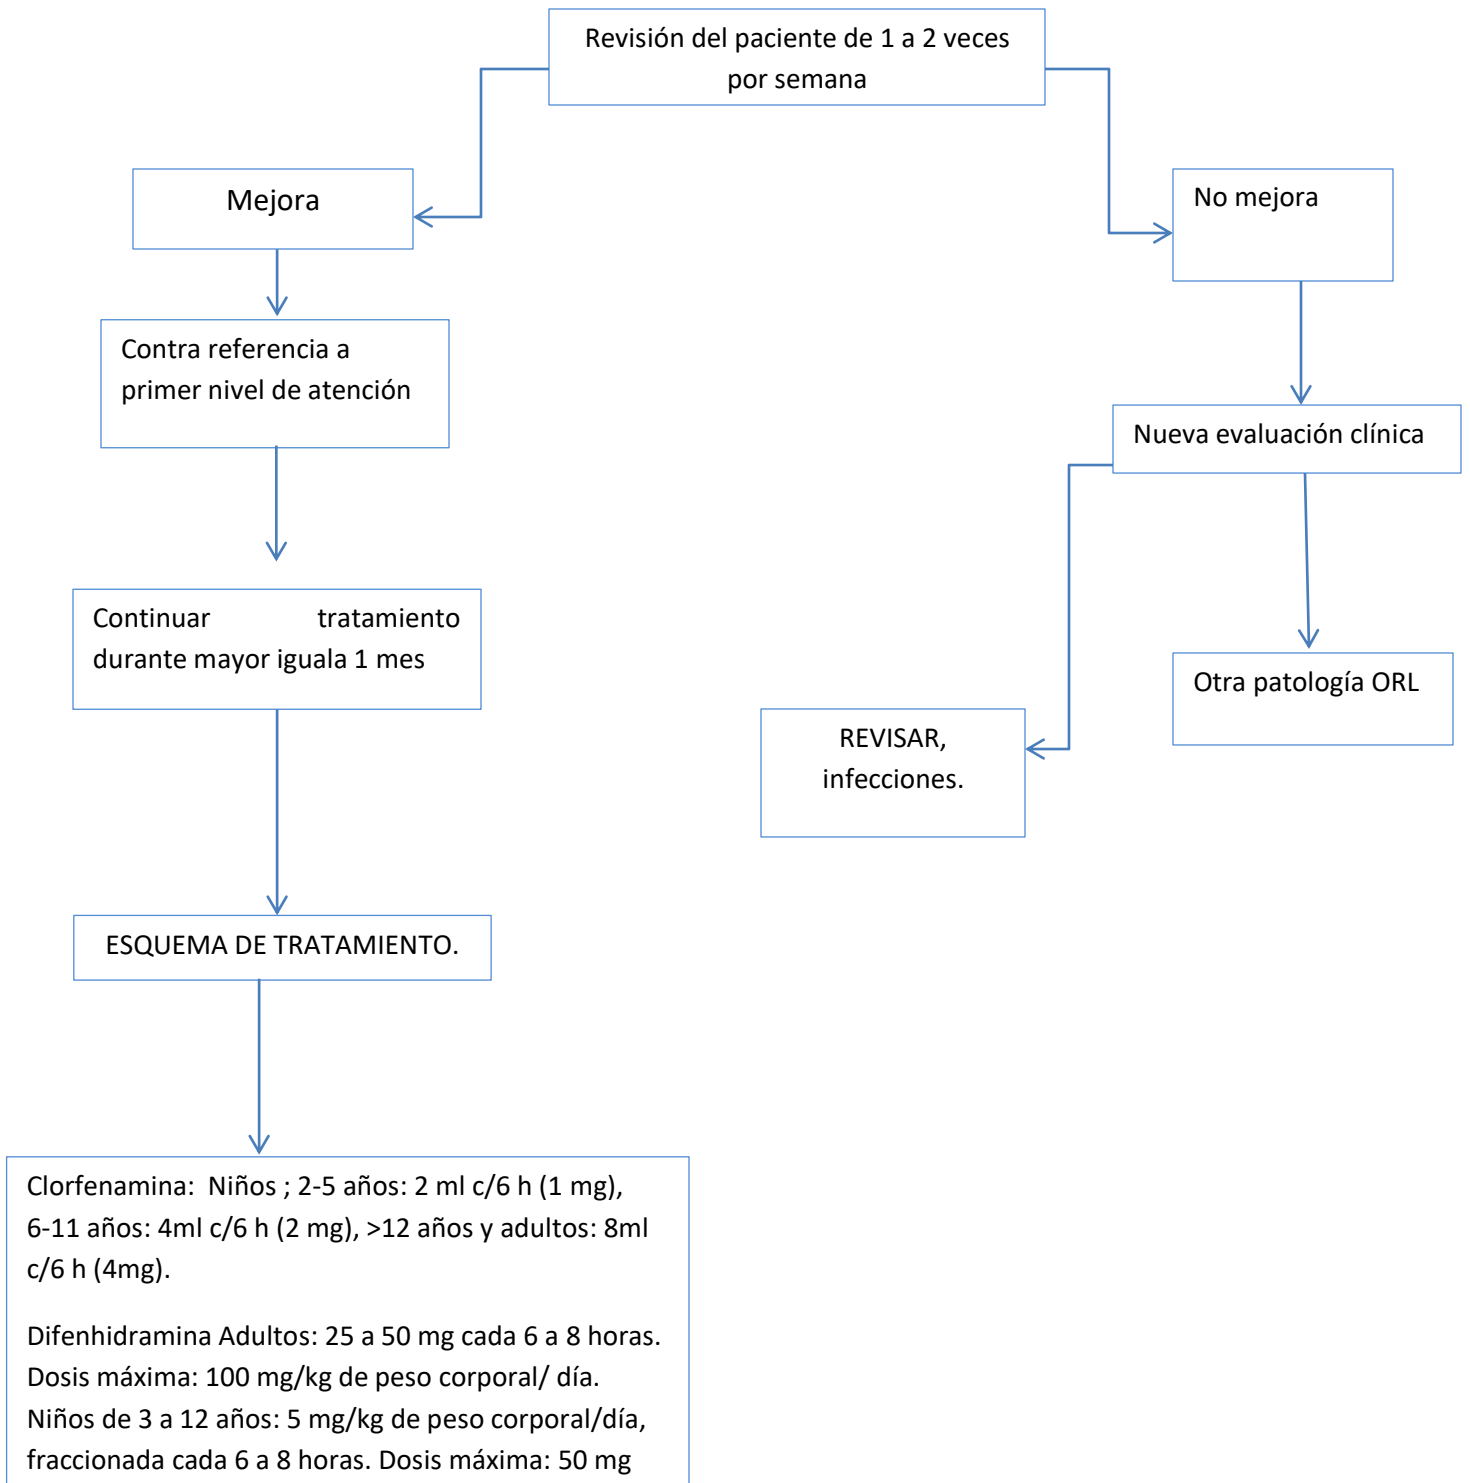 Revisión del paciente de 1 a 2 veces
por semana
Mejora
No mejora
Contra referencia a
primer nivel de atención
Nueva evaluación clínica
Continuar tratamiento
durante mayor iguala 1 mes
Otra patología ORL
REVISAR,
infecciones.
ESQUEMA DE TRATAMIENTO.
Clorfenamina: Niños ; 2-5 años: 2 ml c/6 h (1 mg),
6-11 años: 4ml c/6 h (2 mg), >12 años y adultos: 8ml
c/6 h (4mg).
Difenhidramina Adultos: 25 a 50 mg cada 6 a 8 horas.
Dosis máxima: 100 mg/kg de peso corporal/ día.
Niños de 3 a 12 años: 5 mg/kg de peso corporal/día,
fraccionada cada 6 a 8 horas. Dosis máxima: 50 mg